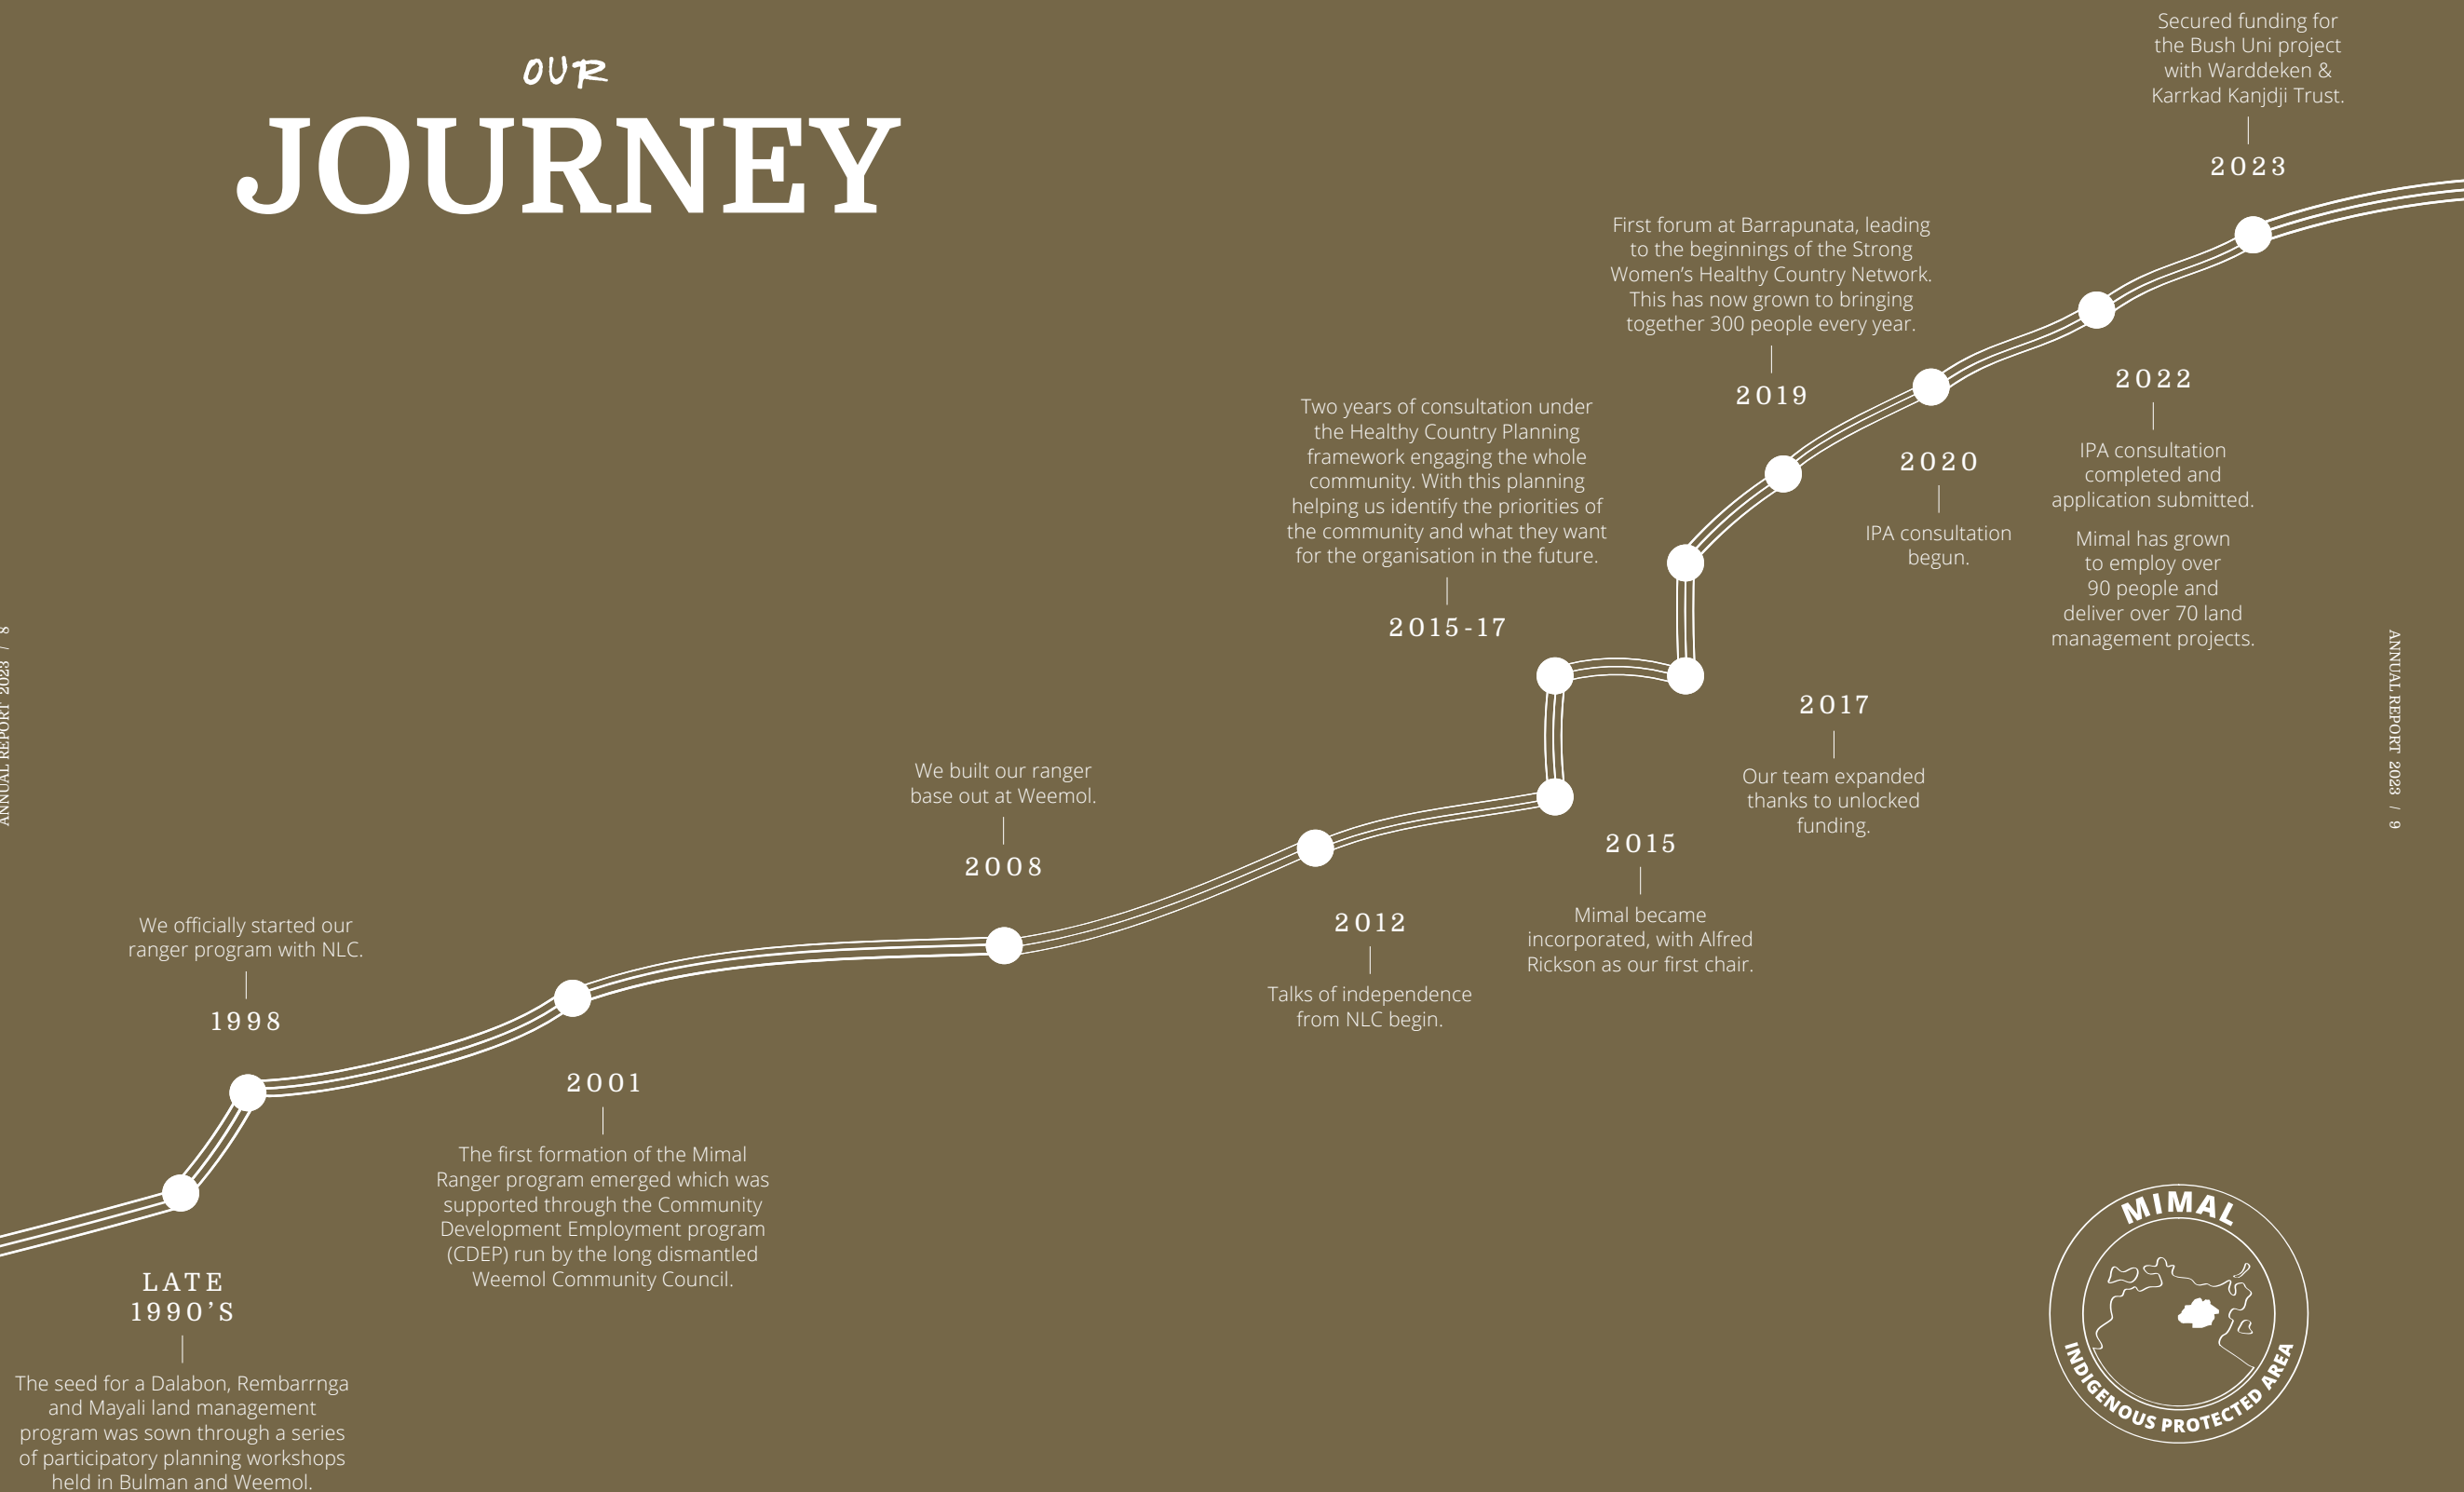 OUR
JOURNEY
LATE
1990’S
The seed for a Dalabon, Rembarrnga
and Mayali land management
program was sown through a series
of participatory planning workshops
held in Bulman and Weemol.
We officially started our
ranger program with NLC.
1998
2001
The first formation of the Mimal
Ranger program emerged which was
supported through the Community
Development Employment program
(CDEP) run by the long dismantled
Weemol Community Council.
We built our ranger
base out at Weemol.
2008
2012
Talks of independence
from NLC begin.
2015
Mimal became
incorporated, with Alfred
Rickson as our first chair.
Two years of consultation under
the Healthy Country Planning
framework engaging the whole
community. With this planning
helping us identify the priorities of
the community and what they want
for the organisation in the future.
2015-17
2017
Our team expanded
thanks to unlocked
funding.
First forum at Barrapunata, leading
to the beginnings of the Strong
Women’s Healthy Country Network.
This has now grown to bringing
together 300 people every year.
2019
2020
IPA consultation
begun.
2022
IPA consultation
completed and
application submitted.
Mimal has grown
to employ over
90 people and
deliver over 70 land
management projects.
Secured funding for
the Bush Uni project
with Warddeken &
Karrkad Kanjdji Trust.
2023
ANNUAL REPORT 2023 / 8
ANNUAL REPORT 2023 / 9
MIMAL
INDIGENOUS PROTECTED AREA